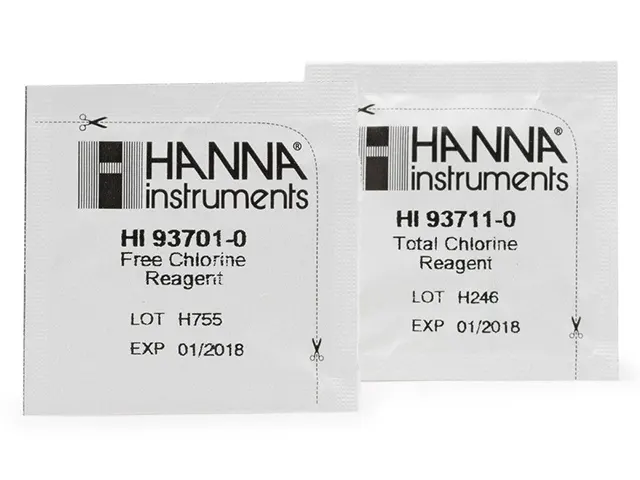 HANNA®
instruments
HI 93701-0
Free Chlorine
Reagent
LOT H755
EXP 01/2018
HANNA®
instruments
HI 93711-0
Total Chlorine
Reagent
LOT H246
EXP 01/2018